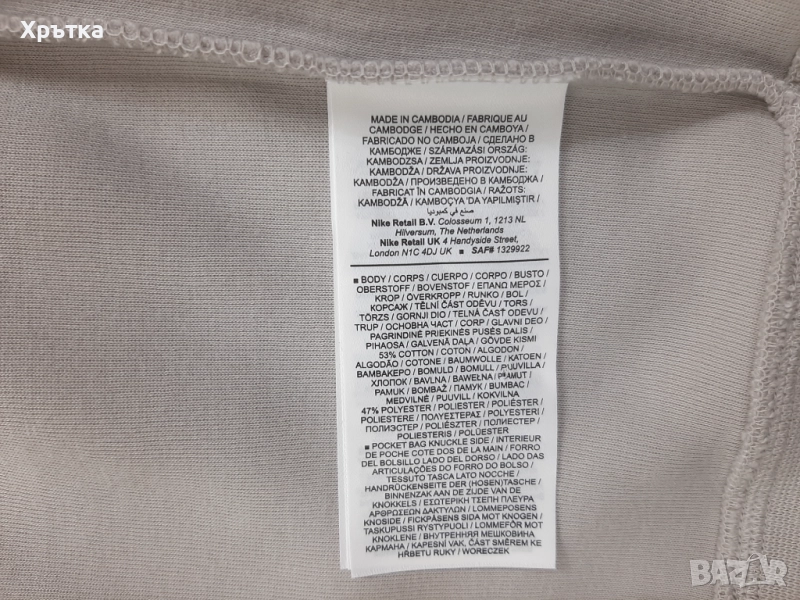 Хрътка
MADE IN CAMBODIA / FABRIQUE AU
CAMBODGE / HECHO EN CAMBOYA /
FABRICADO NO CAMBOJA / СДЕЛАНО В
КАМБОДЖЕ / SZÁRMAZÁSI ORSZÁG:
KAMBODZSA / ZEMLJA PROIZVODNJE:
KAMBODŽA / DRŽAVA PROIZVODNJE:
KAMBODŽA / ПРОИЗВЕДЕНО В КАМБОДЖА /
FABRICAT ÎN CAMBODGIA / RAŽOTS:
KAMBODŽĀ / KAMBOÇYA 'DA YAPILMIŞTIR /
صنع في كمبوديا
Nike Retail B.V. Colosseum 1, 1213 NL
Hilversum, The Netherlands
Nike Retail UK 4 Handyside Street,
London N1C 4DJ UK ■ SAF# 1329922
■ BODY / CORPS / CUERPO / CORPO / BUSTO /
OBERSTOFF / BOVENSTOF / ΕΠΑΝΩ ΜΕΡΟΣ /
KROP / ÖVERKROPP / RUNKO / BOL /
КОРСАЖ / TĚLNÍ ČÁST ODĚVU / TORS /
TÖRZS / GORNJI DIO / TELNÁ ČASŤ ODEVU /
TRUP / ОСНОВНА ЧАСТ / CORP / GLAVNI DEO /
PAGRINDINĖ PRIEKINĖS PUSĖS DALIS /
PIHAOSA / GALVENĀ DAĻA / GÖVDE KISMI
53% COTTON / COTON / ALGODON /
ALGODÃO / COTONE / BAUMWOLLE / KATOEN /
ΒΑΜΒΑΚΕΡΟ / BOMULD / BOMULL / PUUVILLA /
ХЛОПОК / BAVLNA / BAWEŁNA / PAMUT /
PAMUK / BOMBAŽ / ПАМУК / BUMBAC /
MEDVILNĖ / PUUVILL / KOKVILNA
47% POLYESTER / POLIESTER / POLIÉSTER /
POLIESTERE / ΠΟΛΥΕΣΤΕΡΑΣ / POLYESTERI /
ПОЛИЭСТЕР / POLIÉSZTER / ПОЛИЕСТЕР /
POLIESTERIS / POLÜESTER
■ POCKET BAG KNUCKLE SIDE / INTERIEUR
DE POCHE COTE DOS DE LA MAIN / FORRO
DEL BOLSILLO LADO DEL DORSO / LADO DAS
ARTICULAÇÕES DO FORRO DO BOLSO /
TESSUTO TASCA LATO NOCCHE /
HANDRÜCKENSEITE DER (HOSEN)TASCHE /
BINNENZAK AAN DE ZIJDE VAN DE
KNOKKELS / ΕΣΩΤΕΡΙΚΗ ΤΣΕΠΗ ΠΛΕΥΡΑ
ΑΡΘΡΩΣΕΩΝ ΔΑΚΤΥΛΩΝ / LOMMEPOSENS
KNOSIDE / FICKPÅSENS SIDA MOT KNOGEN /
TASKUPUSSI RYSTYPUOLI / LOMMEFÔR MOT
KNOKLENE / ВНУТРЕННЯЯ МЕШКОВИНА
КАРМАНА / KAPESNÍ VAK, ČÁST SMĚREM KE
HŘBETU RUKY / WORECZEK
BAZAR